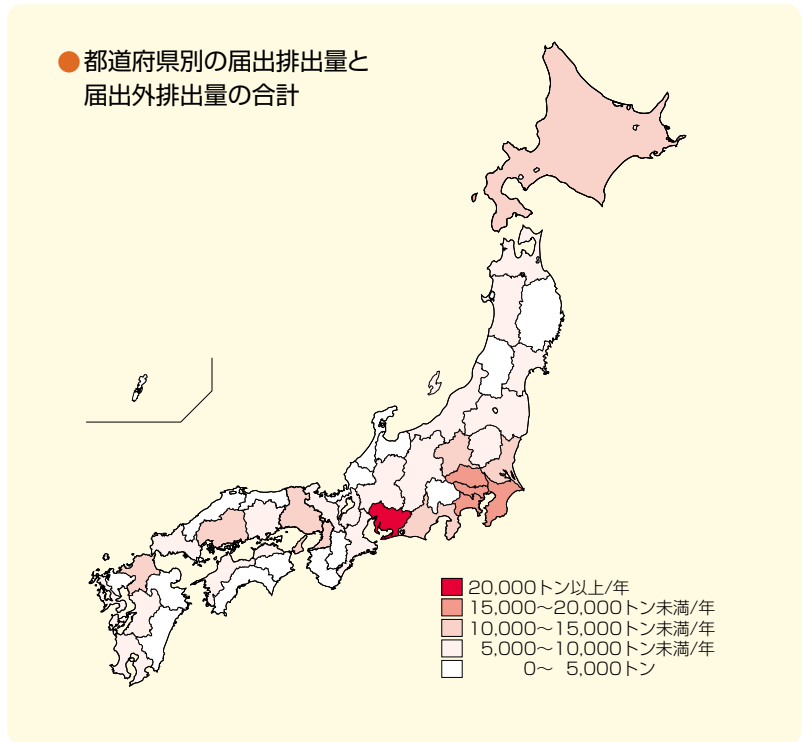 ●都道府県別の届出排出量と
届出外排出量の合計
20,000トン以上/年
15,000〜20,000トン未満/年
10,000〜15,000トン未満/年
5,000〜10,000トン未満/年
0〜 5,000トン